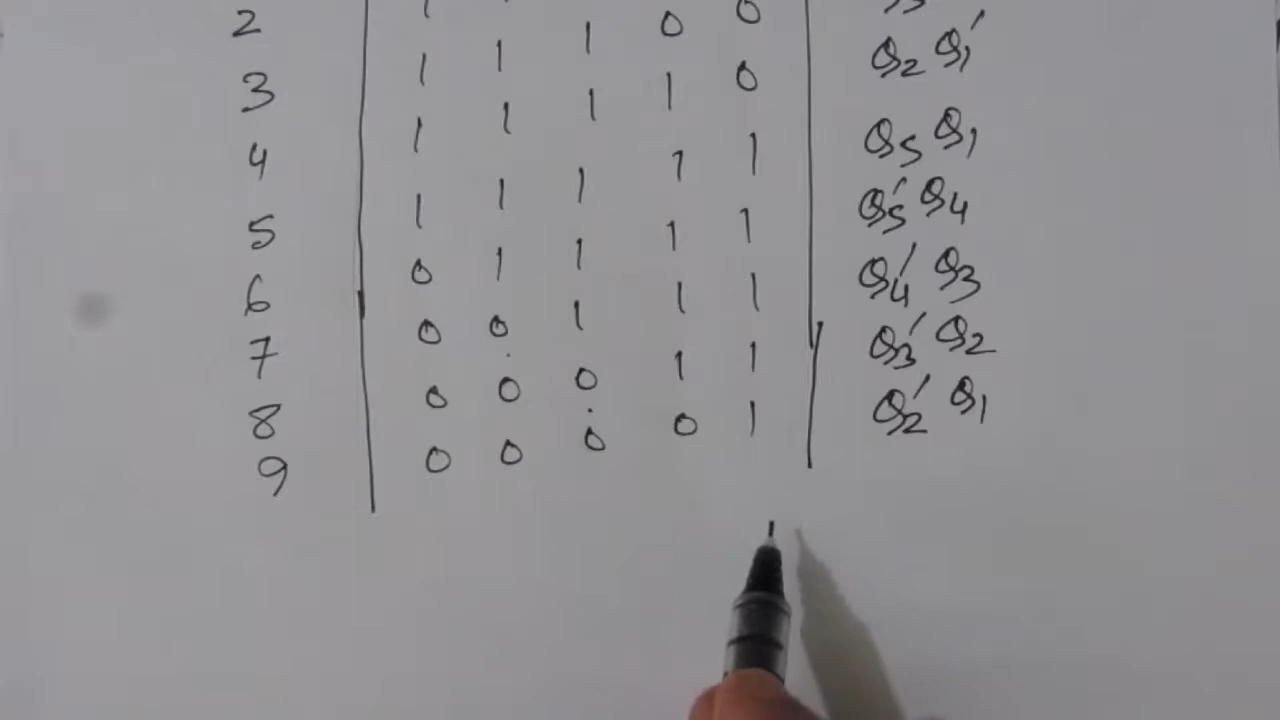 2 1 1
3 1 1 1 0 0
4 1 1 1 1 0 Q2 Q1'
5 1 1 1 1 1 Q5 Q1
6 0 1 1 1 1 Q5' Q4
7 0 0 1 1 1 Q4' Q3
8 0 0 0 1 1 Q3' Q2
9 0 0 0 0 1 Q2' Q1